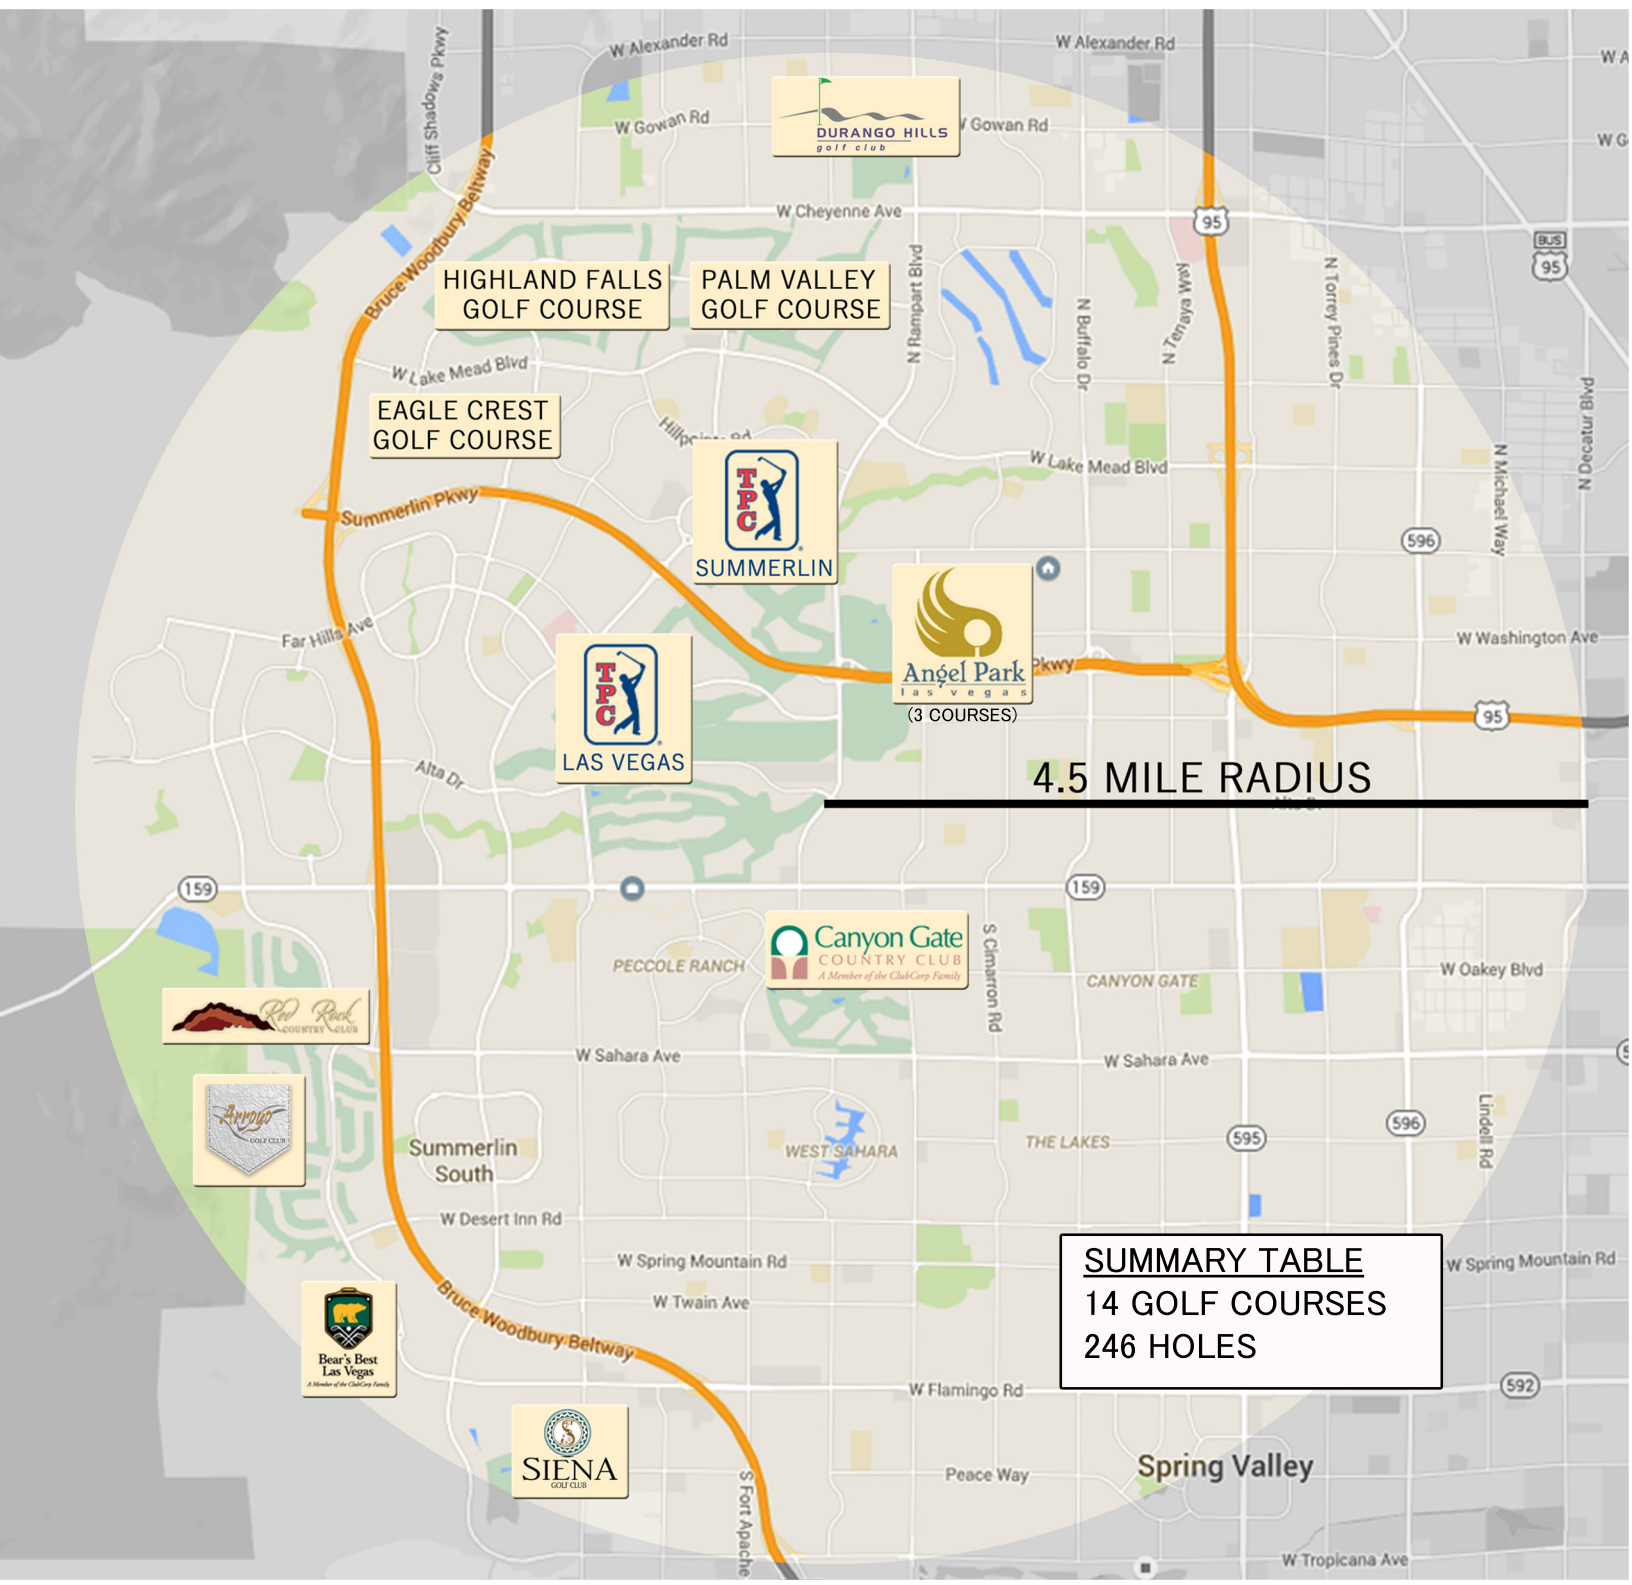 W Alexander Rd
W Alexander Rd
W A
Cliff Shadows Pkwy
DURANGO HILLS
golf club
W Gowan Rd
W Gowan Rd
W G
W Cheyenne Ave
95
BUS
95
Bruce Woodbury Beltway
HIGHLAND FALLS
GOLF COURSE
PALM VALLEY
GOLF COURSE
N Rampart Blvd
N Buffalo Dr
N Tenaya Way
N Torrey Pines Dr
W Lake Mead Blvd
EAGLE CREST
GOLF COURSE
Hillpointe Rd
W Lake Mead Blvd
N Michael Way
N Decatur Blvd
Summerlin Pkwy
TPC
SUMMERLIN
596
Far Hills Ave
Angel Park
las vegas
(3 COURSES)
Pkwy
W Washington Ave
TPC
LAS VEGAS
95
Alta Dr
4.5 MILE RADIUS
Alta Dr
159
159
PECCOLE RANCH
Canyon Gate
COUNTRY CLUB
A Member of the ClubCorp Family
S Cimarron Rd
CANYON GATE
W Oakey Blvd
Red Rock
COUNTRY CLUB
W Sahara Ave
W Sahara Ave
5
Arroyo
GOLF CLUB
Summerlin
South
WEST SAHARA
THE LAKES
595
596
Lindell Rd
W Desert Inn Rd
W Spring Mountain Rd
W Spring Mountain Rd
W Twain Ave
SUMMARY TABLE
14 GOLF COURSES
246 HOLES
Bruce Woodbury Beltway
Bear's Best
Las Vegas
A Member of the ClubCorp Family
W Flamingo Rd
592
S
SIENA
GOLF CLUB
S Fort Apache
Peace Way
Spring Valley
W Tropicana Ave